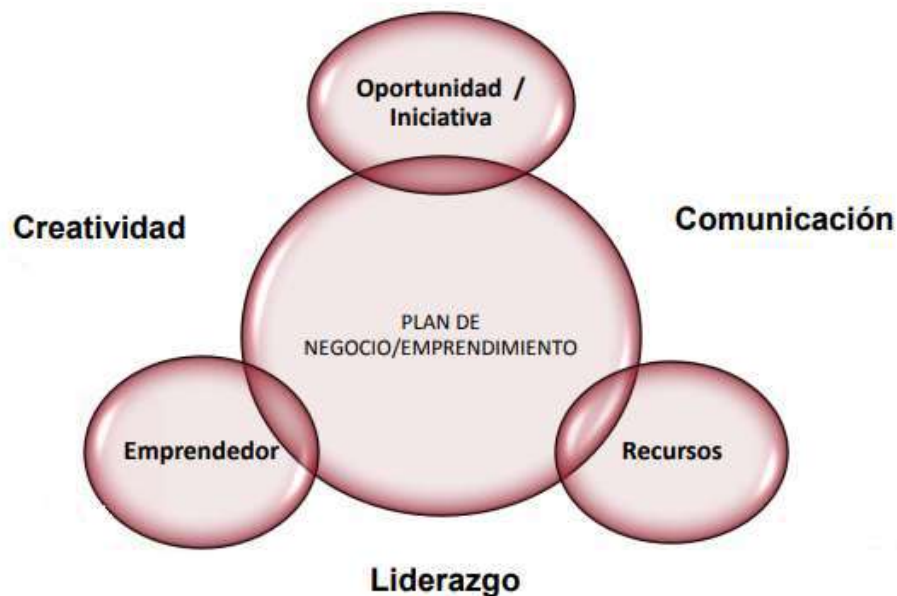 Oportunidad /
Iniciativa
Creatividad
Comunicación
PLAN DE
NEGOCIO/EMPRENDIMIENTO
Emprendedor
Recursos
Liderazgo